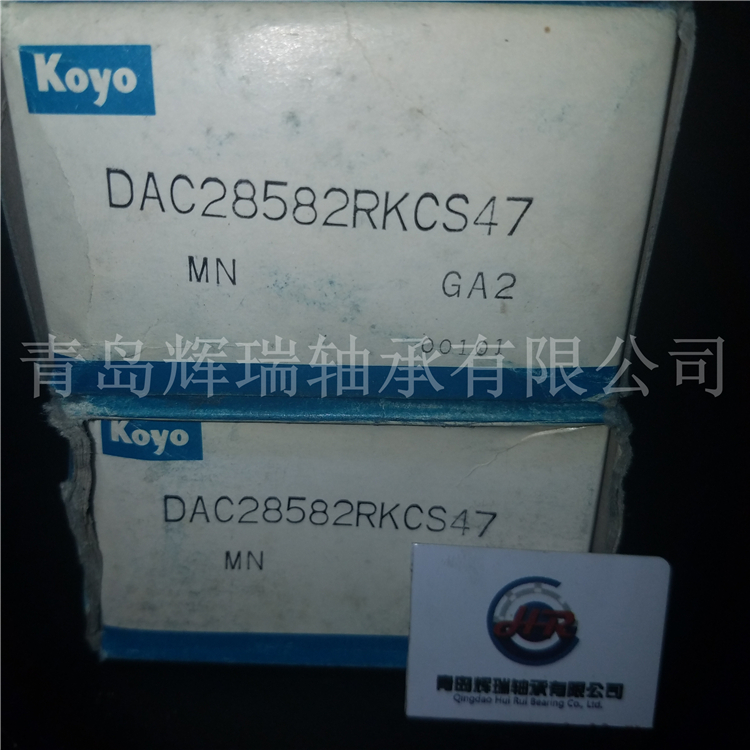 Koyo
DAC28582RKCS47
MN GA2
00101
青岛辉瑞轴承有限公司
Koyo
DAC28582RKCS47
MN
HR
青岛辉瑞轴承有限公司
Qingdao Hui Rui Bearing Co., Ltd.